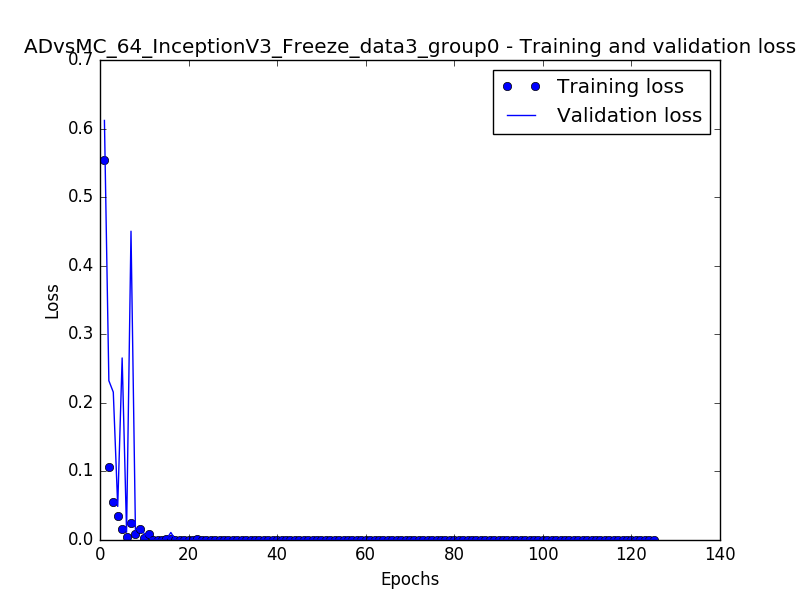 ADvsMC_64_InceptionV3_Freeze_data3_group0 - Training and validation loss
0.7
0.6
0.5
0.4
0.3
0.2
0.1
0.0
Loss
Training loss
Validation loss
0 20 40 60 80 100 120 140
Epochs